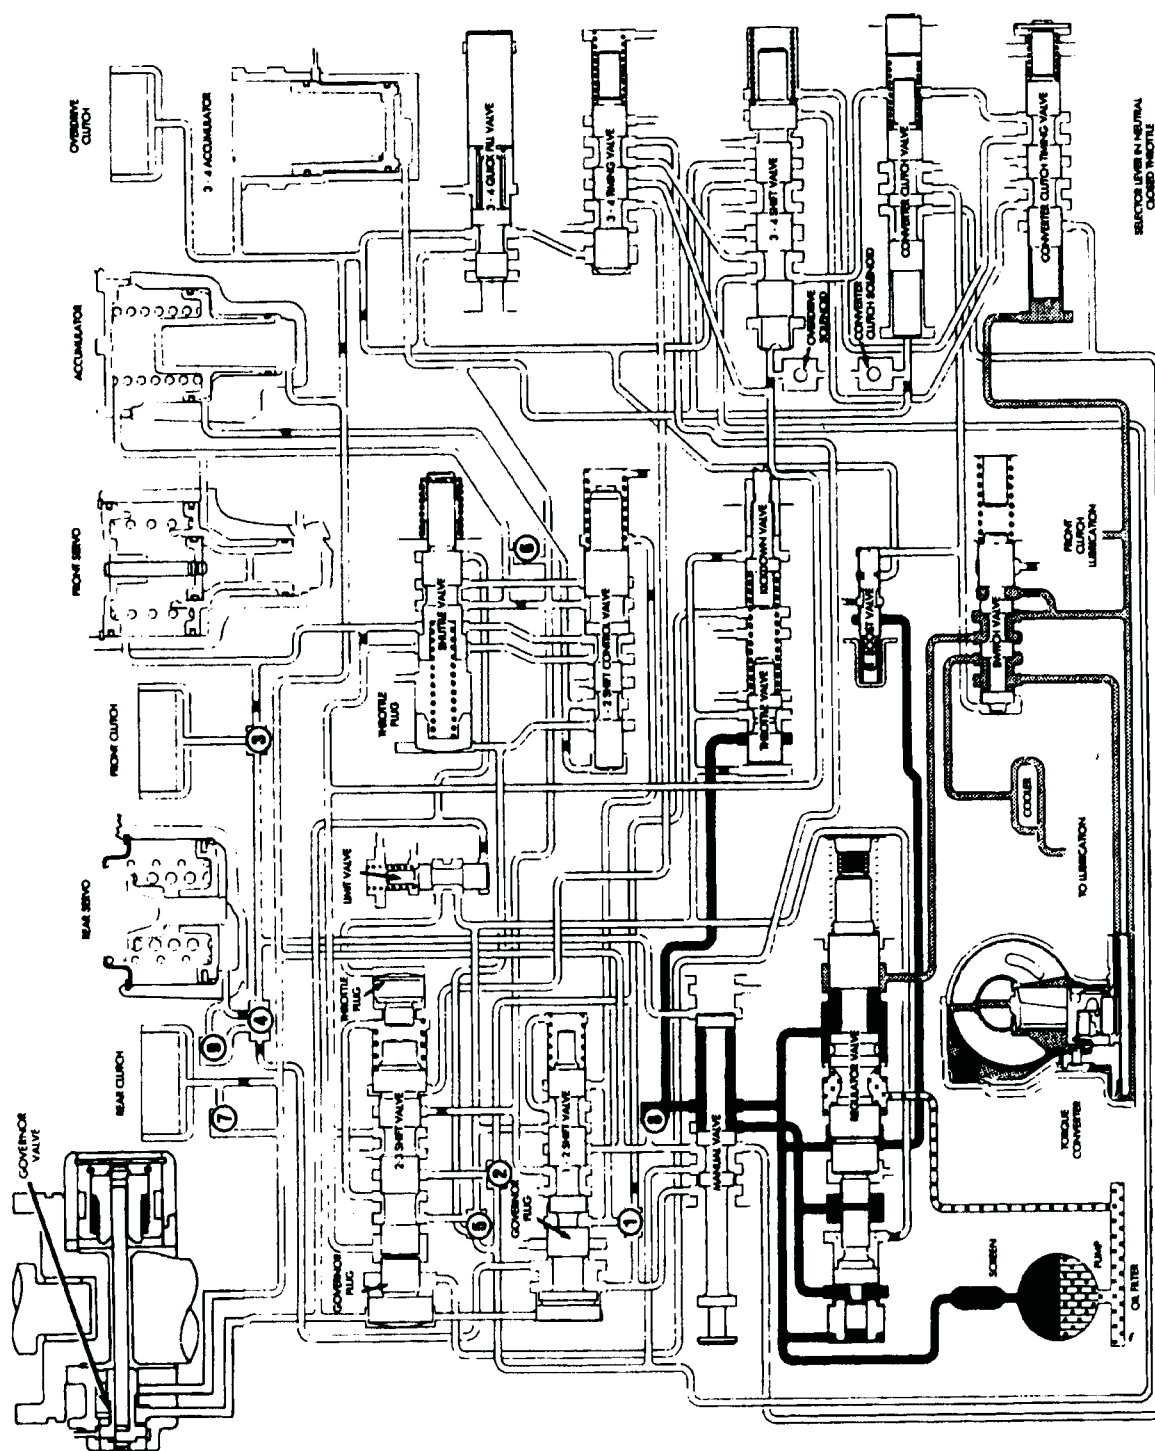 OVERDRIVE
CLUTCH
3 - 4 ACCUMULATOR
3 - 4 QUICK FILL VALVE
3 - 4 TIMING VALVE
3 - 4 SHIFT VALVE
CONVERTER CLUTCH VALVE
CONVERTER CLUTCH TIMING VALVE
SELECTOR LEVER IN NEUTRAL
CLOSED THROTTLE
OVERDRIVE
SOLENOID
CONVERTER
CLUTCH SOLENOID
ACCUMULATOR
FRONT SERVO
SHUTTLE VALVE
THROTTLE
PLUG
6
1-2 SHIFT CONTROL VALVE
KICKDOWN VALVE
THROTTLE VALVE
BOOST VALVE
SWITCH VALVE
FRONT
CLUTCH
LUBRICATION
FRONT CLUTCH
3
LIMIT VALVE
COOLER
TO LUBRICATION
REAR SERVO
9
4
THROTTLE
PLUG
REAR CLUTCH
7
2-3 SHIFT VALVE
2 SHIFT VALVE
8
MANUAL VALVE
REGULATOR VALVE
TORQUE
CONVERTER
GOVERNOR
VALVE
GOVERNOR
PLUG
5
2
GOVERNOR
PLUG
1
SCREEN
PUMP
OIL FILTER